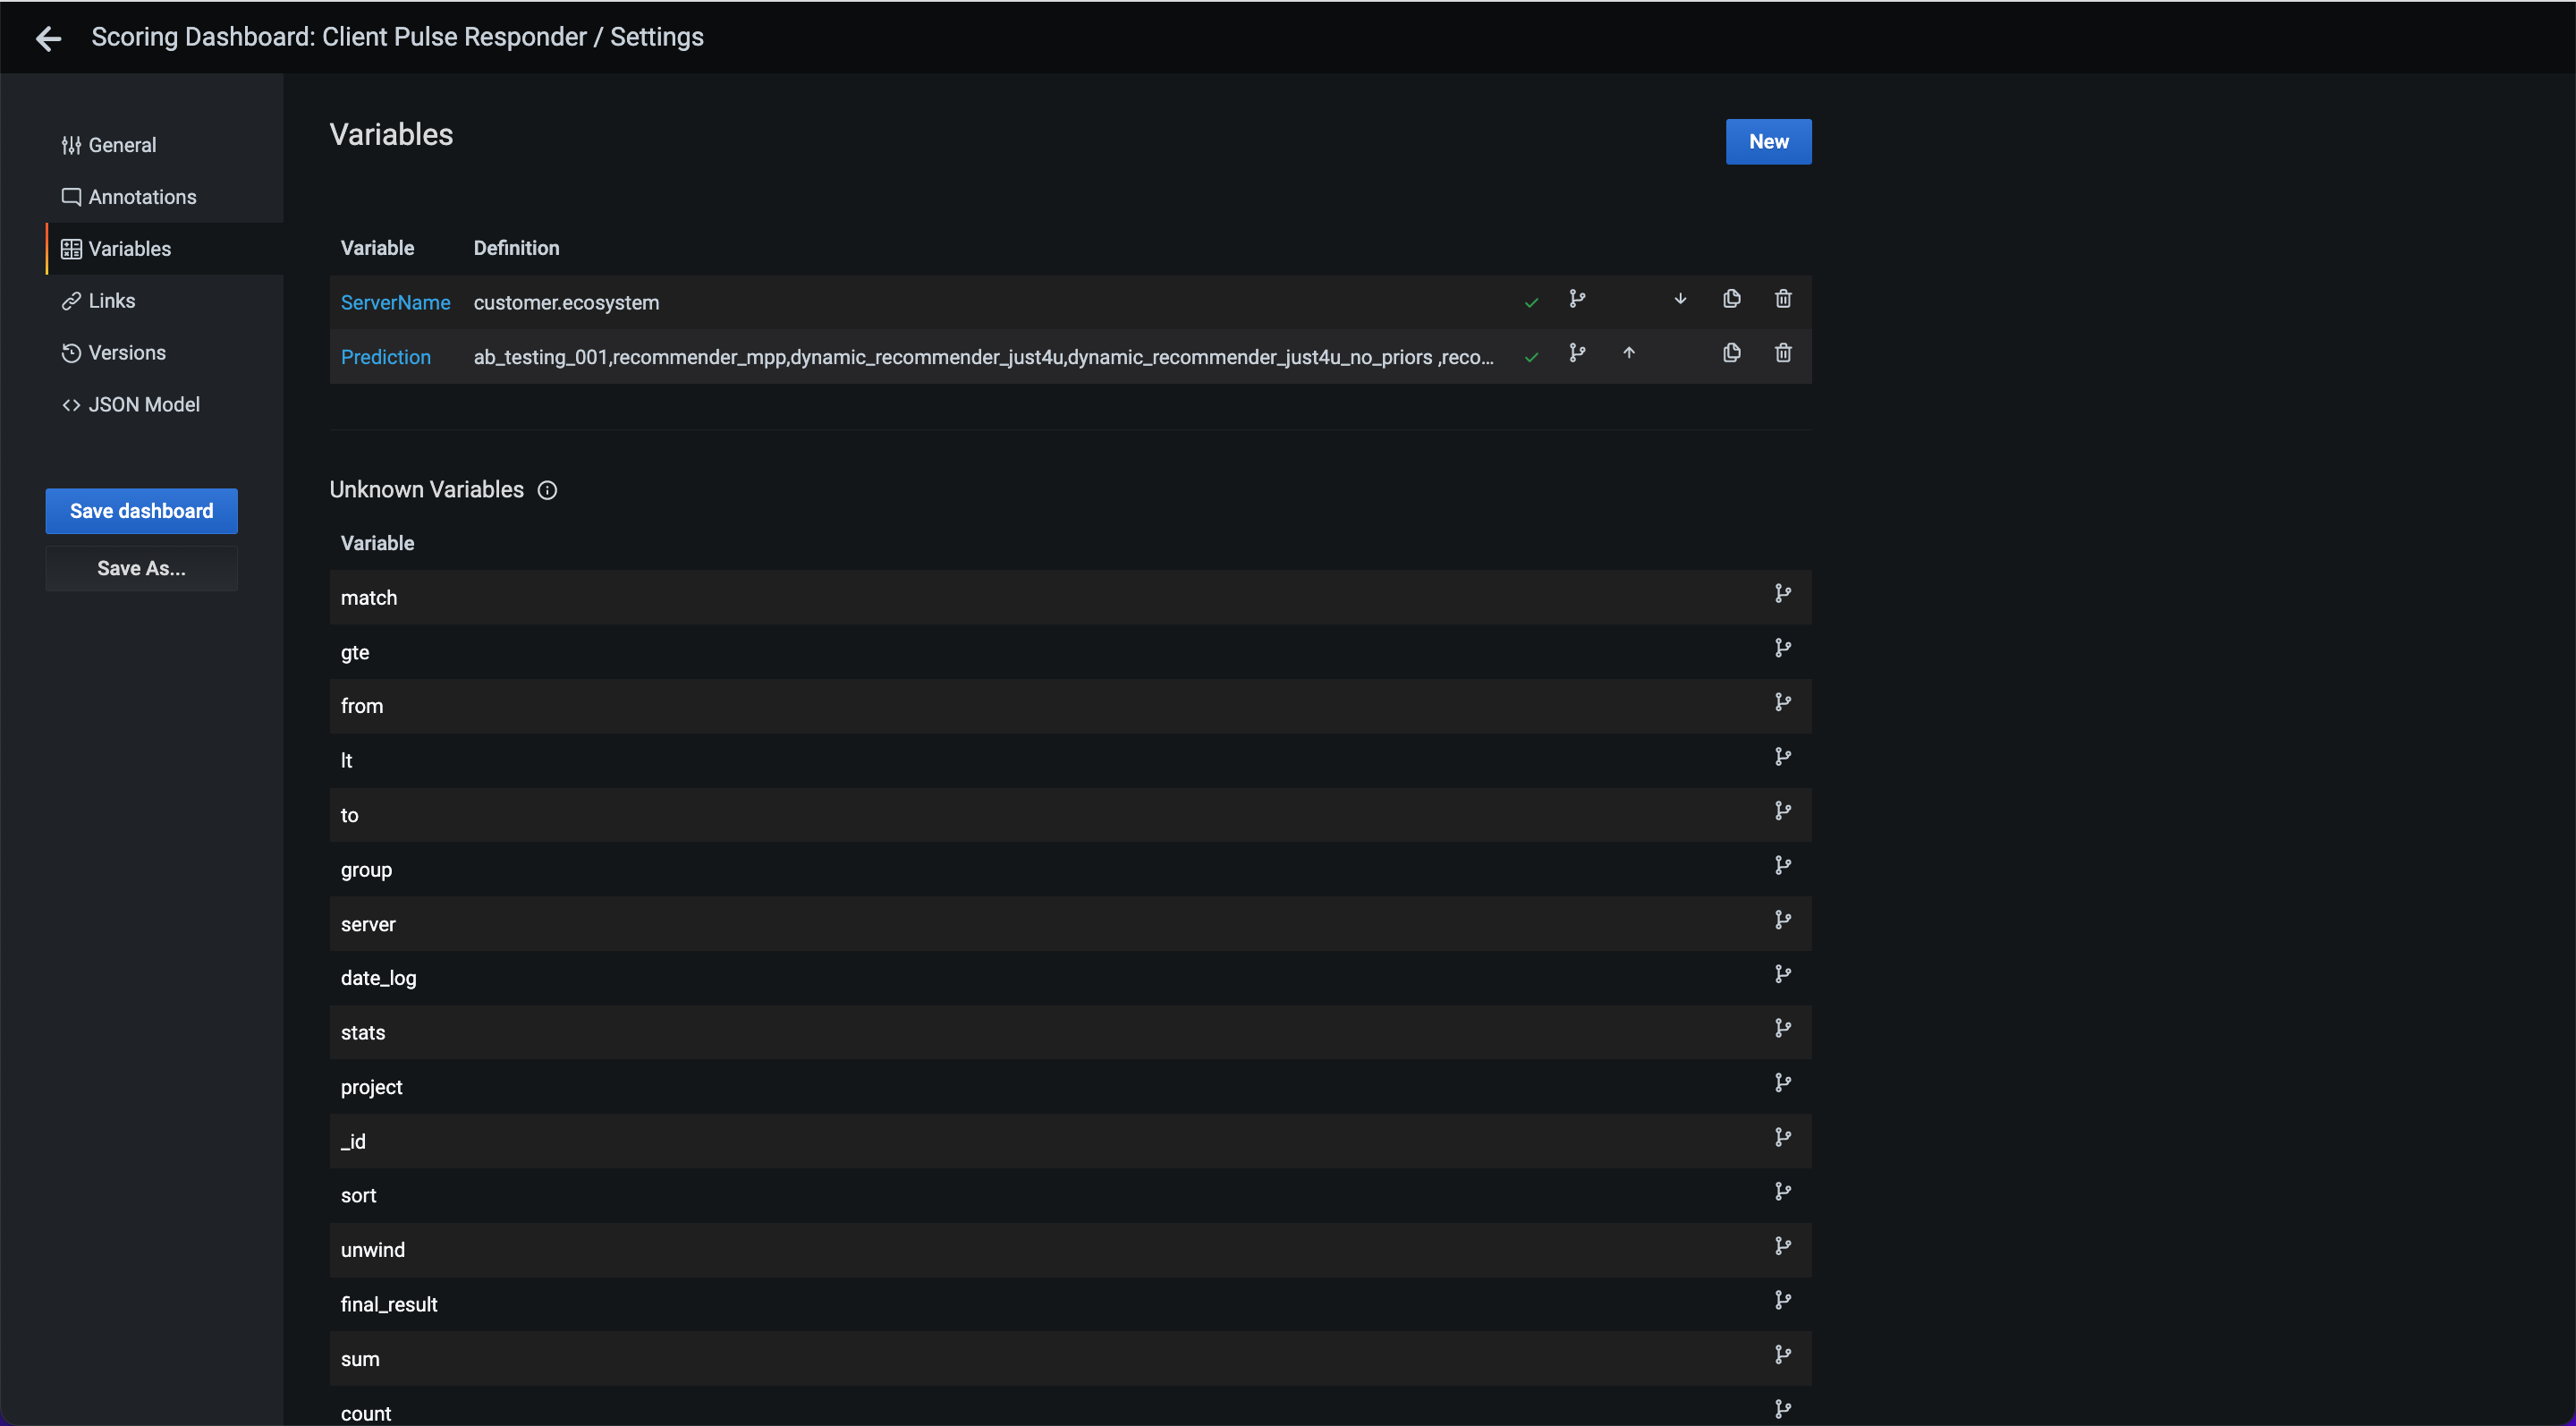 Scoring Dashboard: Client Pulse Responder / Settings
General
Annotations
Variables
Links
Versions
JSON Model
Save dashboard
Save As...
Variables
New
Variable Definition
ServerName customer.ecosystem
Prediction ab_testing_001,recommender_mpp,dynamic_recommender_just4u,dynamic_recommender_just4u_no_priors ,reco...
Unknown Variables
Variable
match
gte
from
lt
to
group
server
date_log
stats
project
_id
sort
unwind
final_result
sum
count